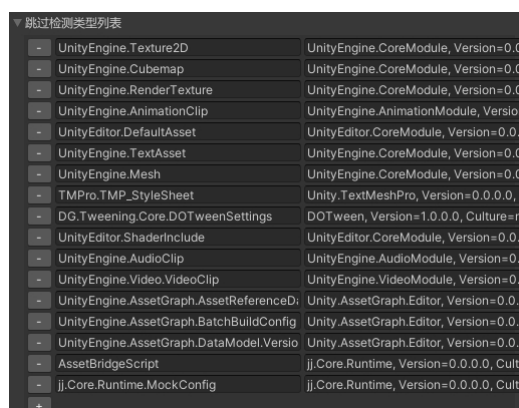 跳过检测类型列表
- UnityEngine.Texture2D UnityEngine.CoreModule, Version=0.0
- UnityEngine.Cubemap UnityEngine.CoreModule, Version=0.0
- UnityEngine.RenderTexture UnityEngine.CoreModule, Version=0.0
- UnityEngine.AnimationClip UnityEngine.AnimationModule, Versio
- UnityEditor.DefaultAsset UnityEditor.CoreModule, Version=0.0.
- UnityEngine.TextAsset UnityEngine.CoreModule, Version=0.0
- UnityEngine.Mesh UnityEngine.CoreModule, Version=0.0
- TMPro.TMP_StyleSheet Unity.TextMeshPro, Version=0.0.0.0,
- DG.Tweening.Core.DOTweenSettings DOTween, Version=1.0.0.0, Culture=n
- UnityEditor.ShaderInclude UnityEditor.CoreModule, Version=0.0.
- UnityEngine.AudioClip UnityEngine.AudioModule, Version=0.
- UnityEngine.Video.VideoClip UnityEngine.VideoModule, Version=0.
- UnityEngine.AssetGraph.AssetReferenceDa Unity.AssetGraph.Editor, Version=0.0.
- UnityEngine.AssetGraph.BatchBuildConfig Unity.AssetGraph.Editor, Version=0.0.
- UnityEngine.AssetGraph.DataModel.Versio Unity.AssetGraph.Editor, Version=0.0.
- AssetBridgeScript jj.Core.Runtime, Version=0.0.0.0, Cult
- jj.Core.Runtime.MockConfig jj.Core.Runtime, Version=0.0.0.0, Cult
+